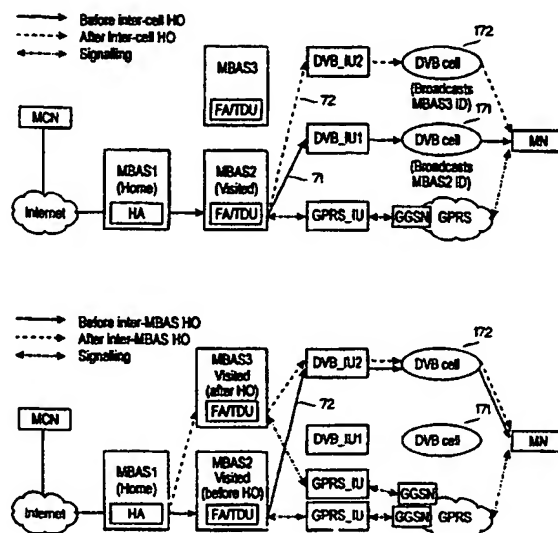 Before inter-cell HO
After inter-cell HO
Signalling
MCN
Internet
MBAS1
(Home)
HA
MBAS3
FA/TDU
MBAS2
(Visited)
FA/TDU
72
71
DVB_IU2
DVB_IU1
GPRS_IU
172
DVB cell
(Broadcasts
MBAS3 ID)
171
DVB cell
(Broadcasts
MBAS2 ID)
GGSN
GPRS
MN
Before inter-MBAS HO
After inter-MBAS HO
Signalling
MCN
Internet
MBAS1
(Home)
HA
MBAS3
Visited
(after HO)
FA/TDU
MBAS2
Visited
(before HO)
FA/TDU
72
DVB_IU2
DVB_IU1
GPRS_IU
GPRS_IU
172
DVB cell
171
DVB cell
GGSN
GGSN
GPRS
MN